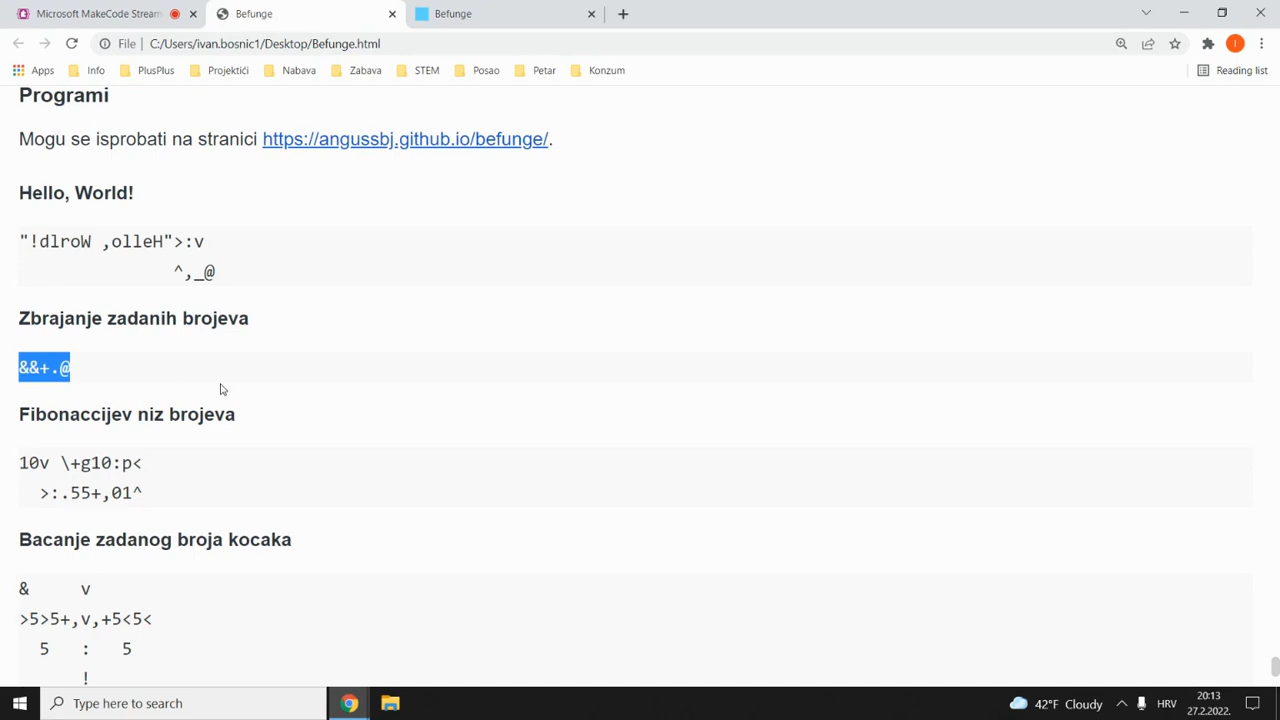 Microsoft MakeCode Stream
Befunge
Befunge
File
C:/Users/ivan.bosnic1/Desktop/Befunge.html
Apps
Info
PlusPlus
Projektići
Nabava
Zabava
STEM
Posao
Petar
Konzum
Reading list
Programi
Mogu se isprobati na stranici https://angussbj.github.io/befunge/.
Hello, World!
"!dlroW ,olleH">:v
^,_@
Zbrajanje zadanih brojeva
&&+.@
Fibonaccijev niz brojeva
10v \+g10:p<
>:.55+,01^
Bacanje zadanog broja kocaka
& v
>5>5+,v,+5<5<
5 : 5
!
Type here to search
42°F Cloudy
HRV
20:13
27.2.2022.